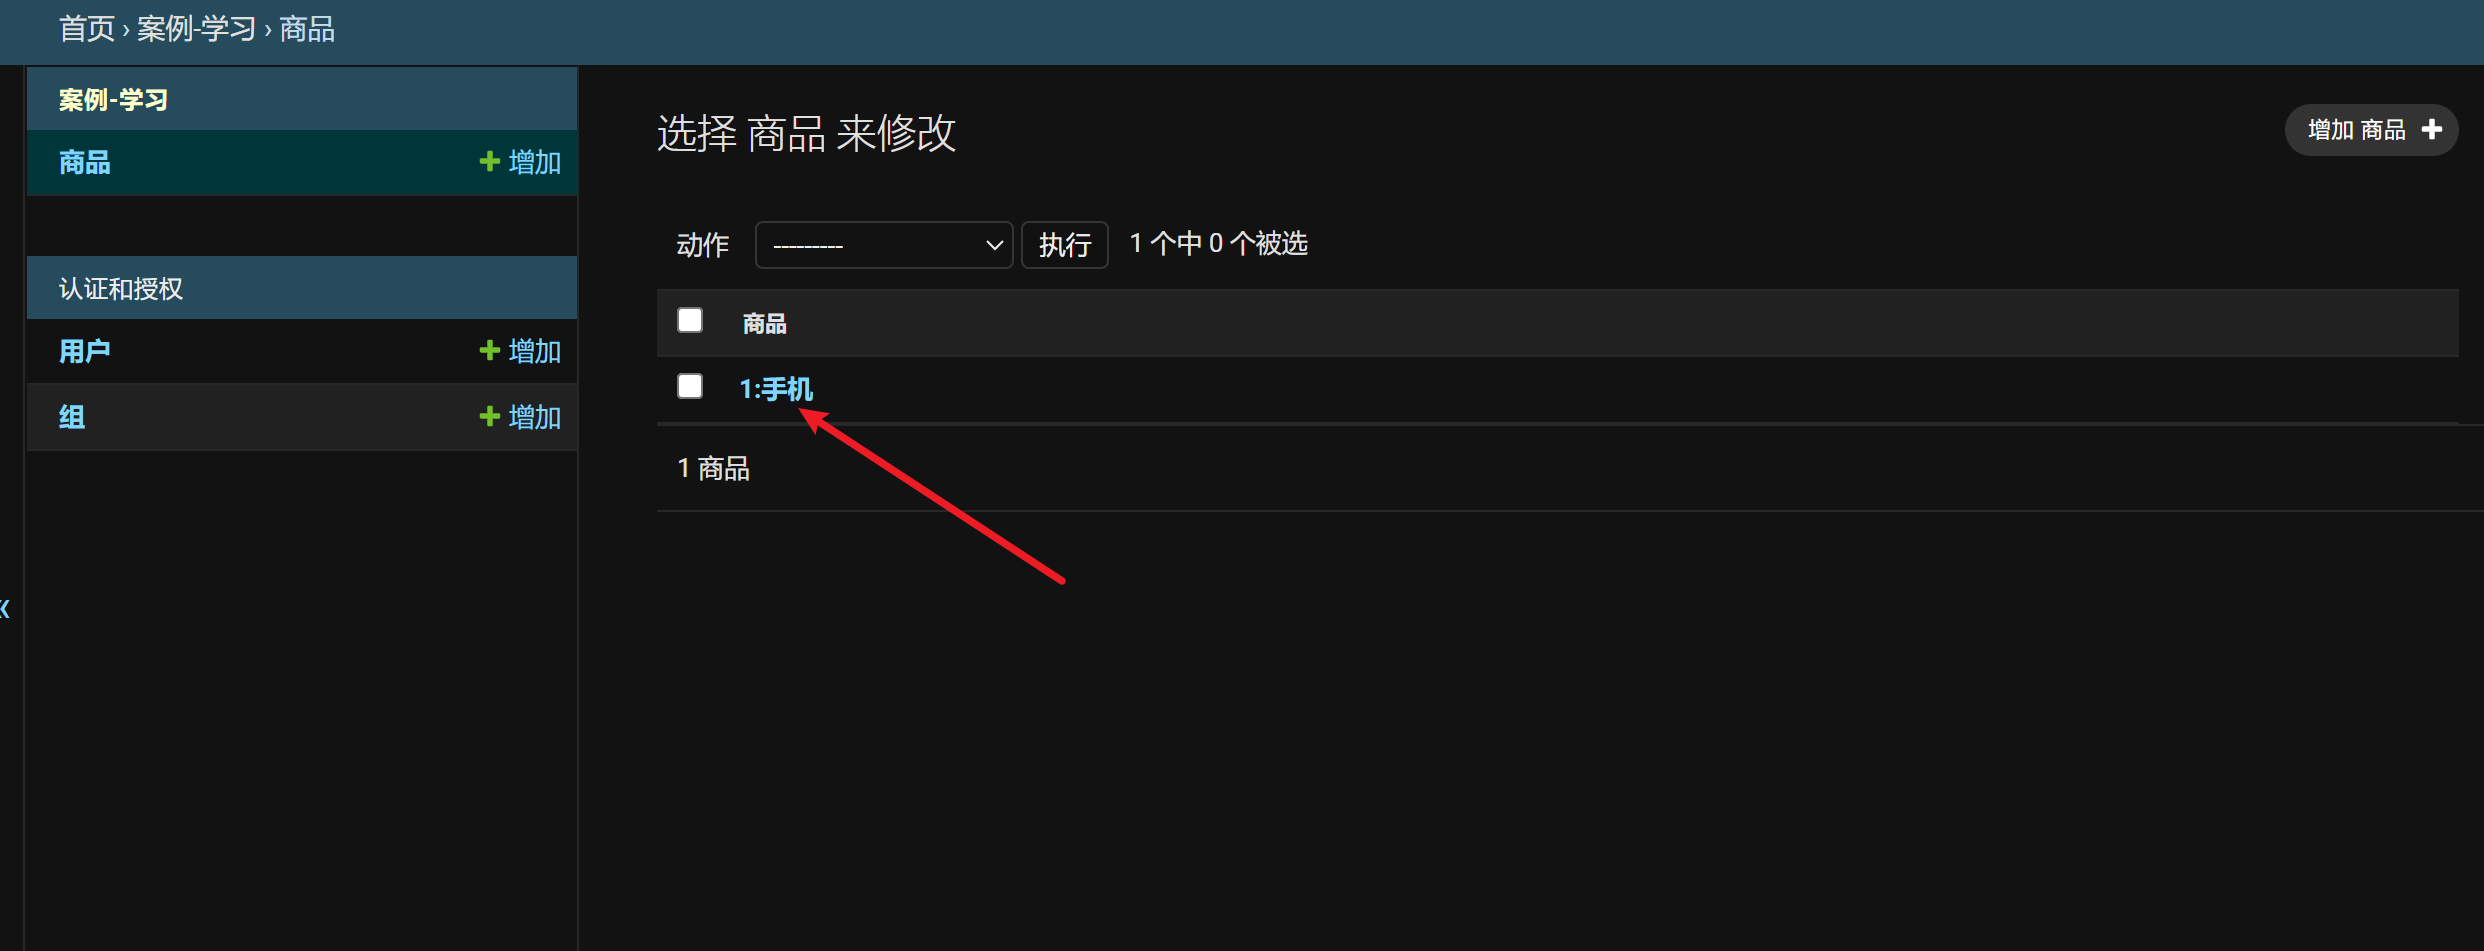 首页 › 案例-学习 › 商品
案例-学习
商品 增加
认证和授权
用户 增加
组 增加
«
选择 商品 来修改
增加 商品
动作 --------- 执行 1 个中 0 个被选
商品
1:手机
1 商品